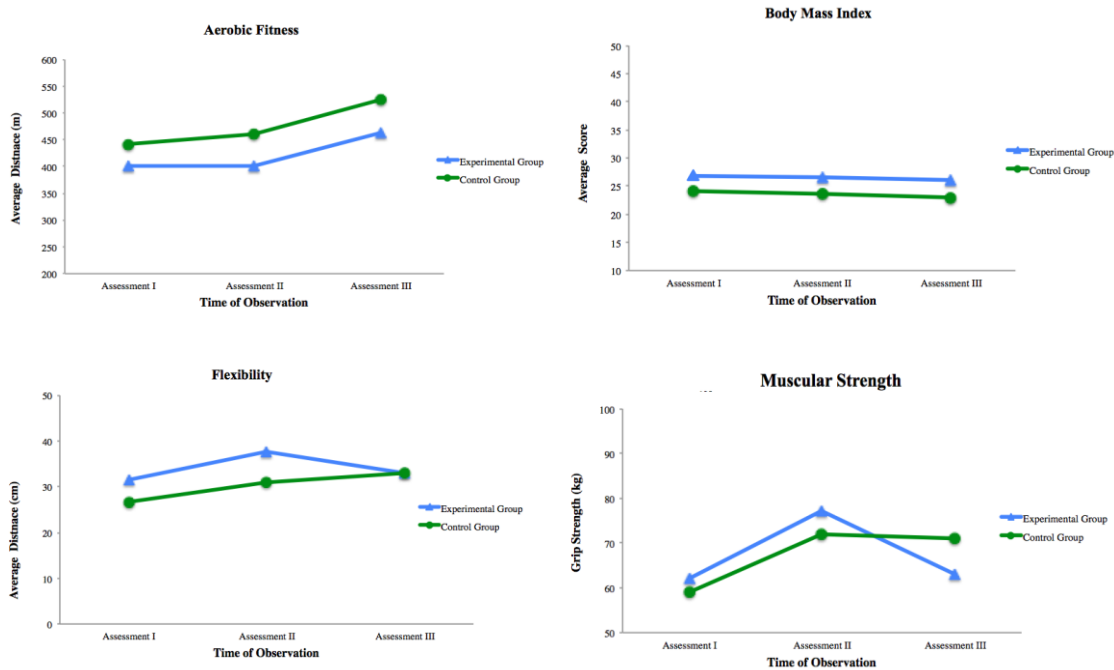 Aerobic Fitness
600
550
500
450
400
350
300
250
200
Average Distnace (m)
Assessment I
Assessment II
Assessment III
Time of Observation
Experimental Group
Control Group
Body Mass Index
50
45
40
35
30
25
20
15
10
Average Score
Assessment I
Assessment II
Assessment III
Time of Observation
Experimental Group
Control Group
Flexibility
50
40
30
20
10
0
Average Distnace (cm)
Assessment I
Assessment II
Assessment III
Time of Observation
Experimental Group
Control Group
Muscular Strength
100
90
80
70
60
50
Grip Strength (kg)
Assessment I
Assessment II
Assessment III
Time of Observation
Experimental Group
Control Group